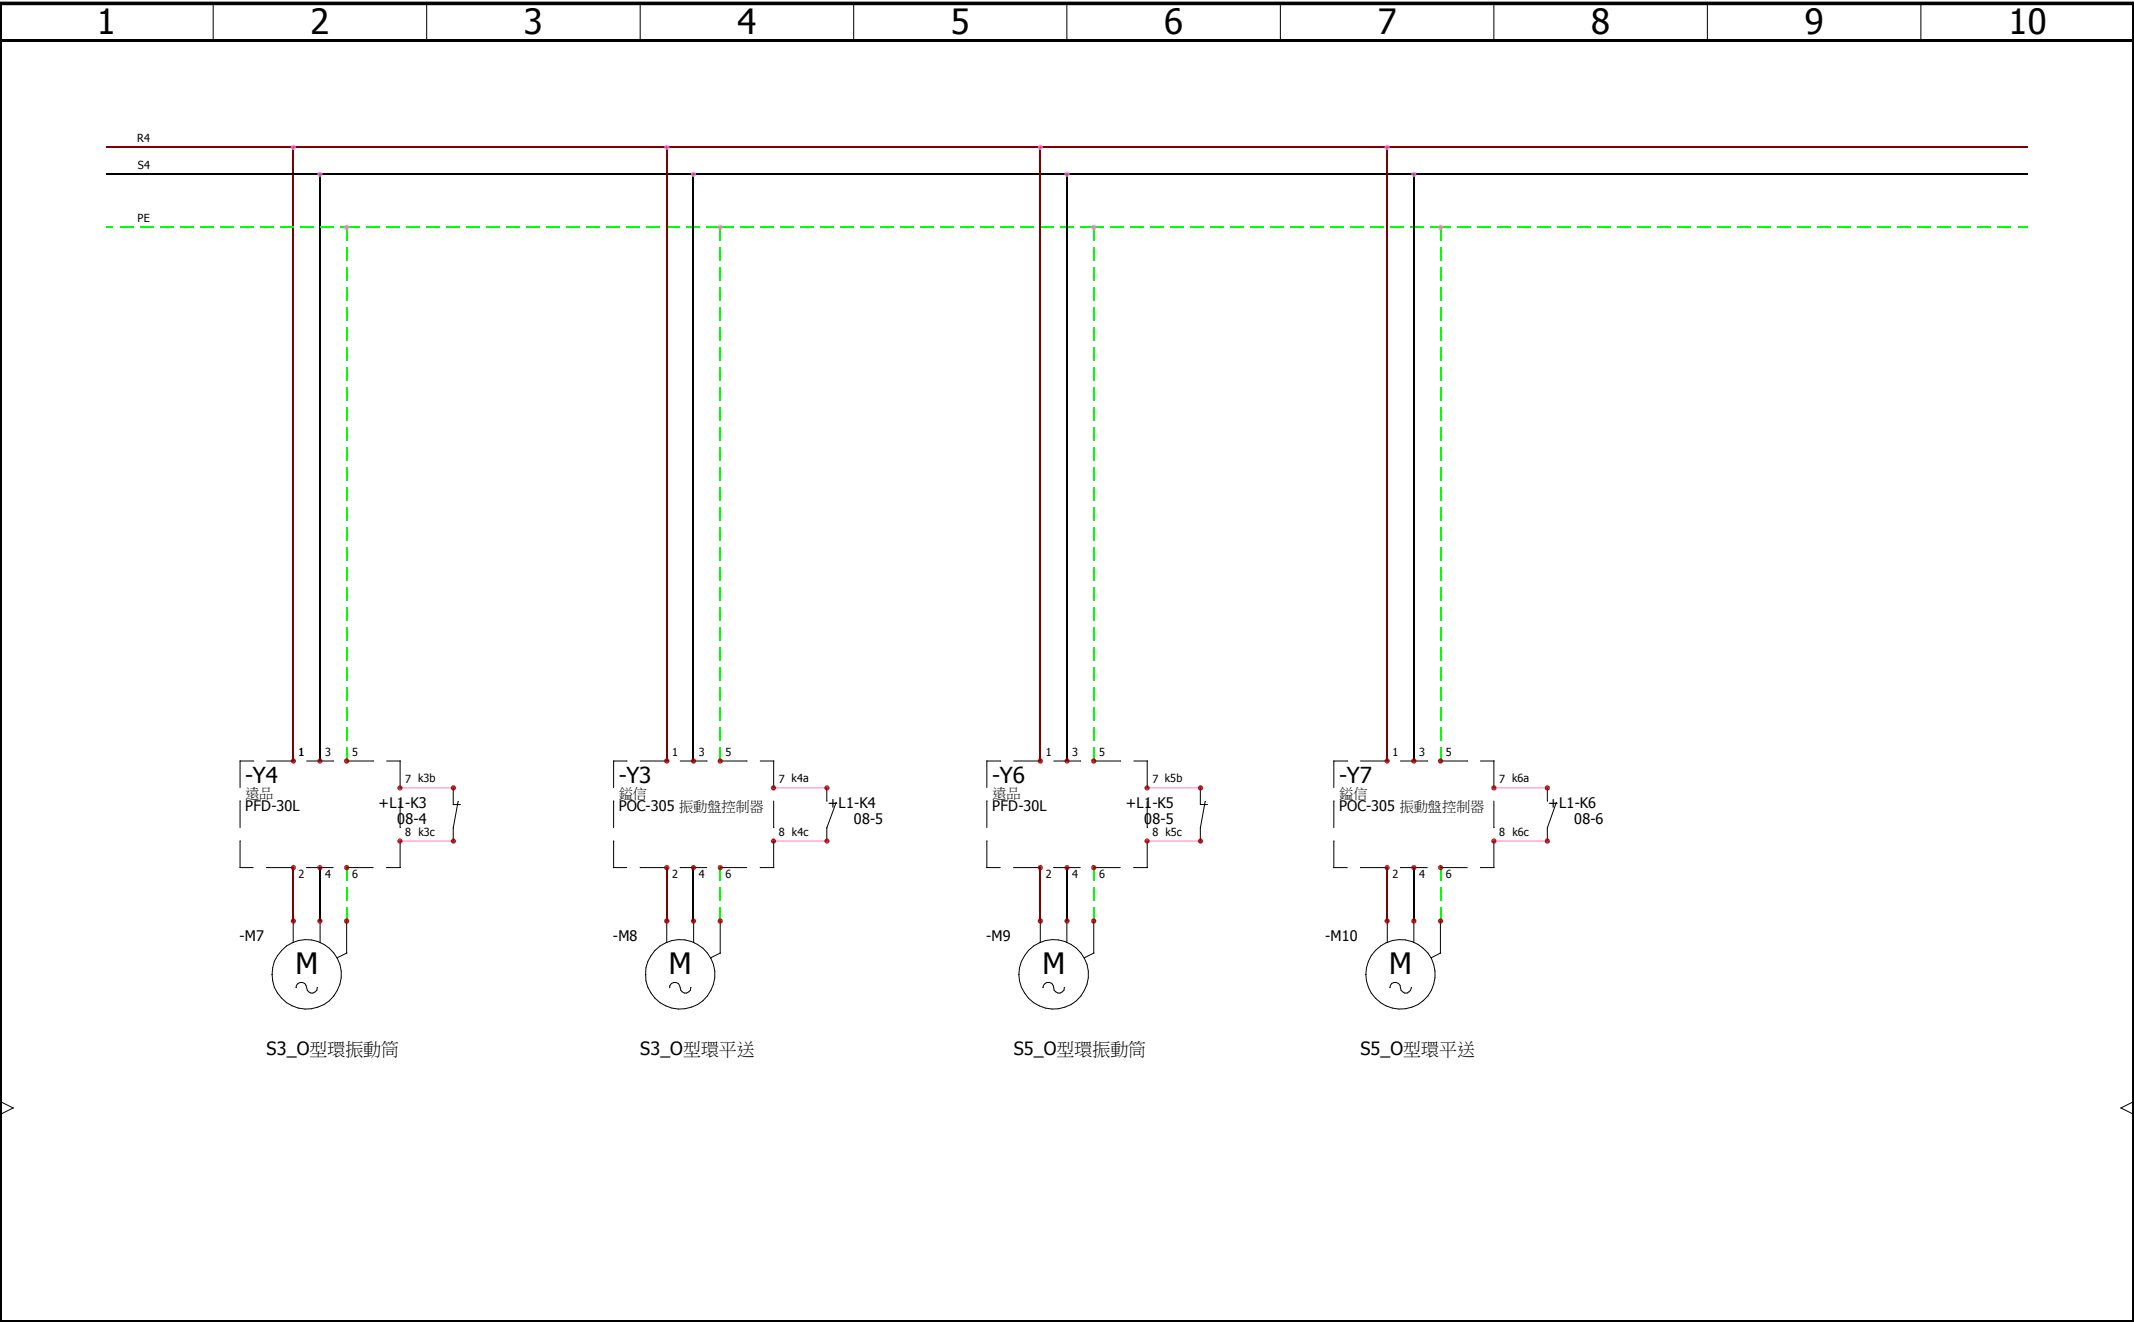 1 2 3 4 5 6 7 8 9 10
R4
S4
PE
1 3 5
-Y4
遠品
PFD-30L
7 k3b
+L1-K3
08-4
8 k3c
2 4 6
-M7
M
S3_O型環振動筒
1 3 5
-Y3
鎰信
POC-305 振動盤控制器
7 k4a
+L1-K4
08-5
8 k4c
2 4 6
-M8
M
S3_O型環平送
1 3 5
-Y6
遠品
PFD-30L
7 k5b
+L1-K5
08-5
8 k5c
2 4 6
-M9
M
S5_O型環振動筒
1 3 5
-Y7
鎰信
POC-305 振動盤控制器
7 k6a
+L1-K6
08-6
8 k6c
2 4 6
-M10
M
S5_O型環平送